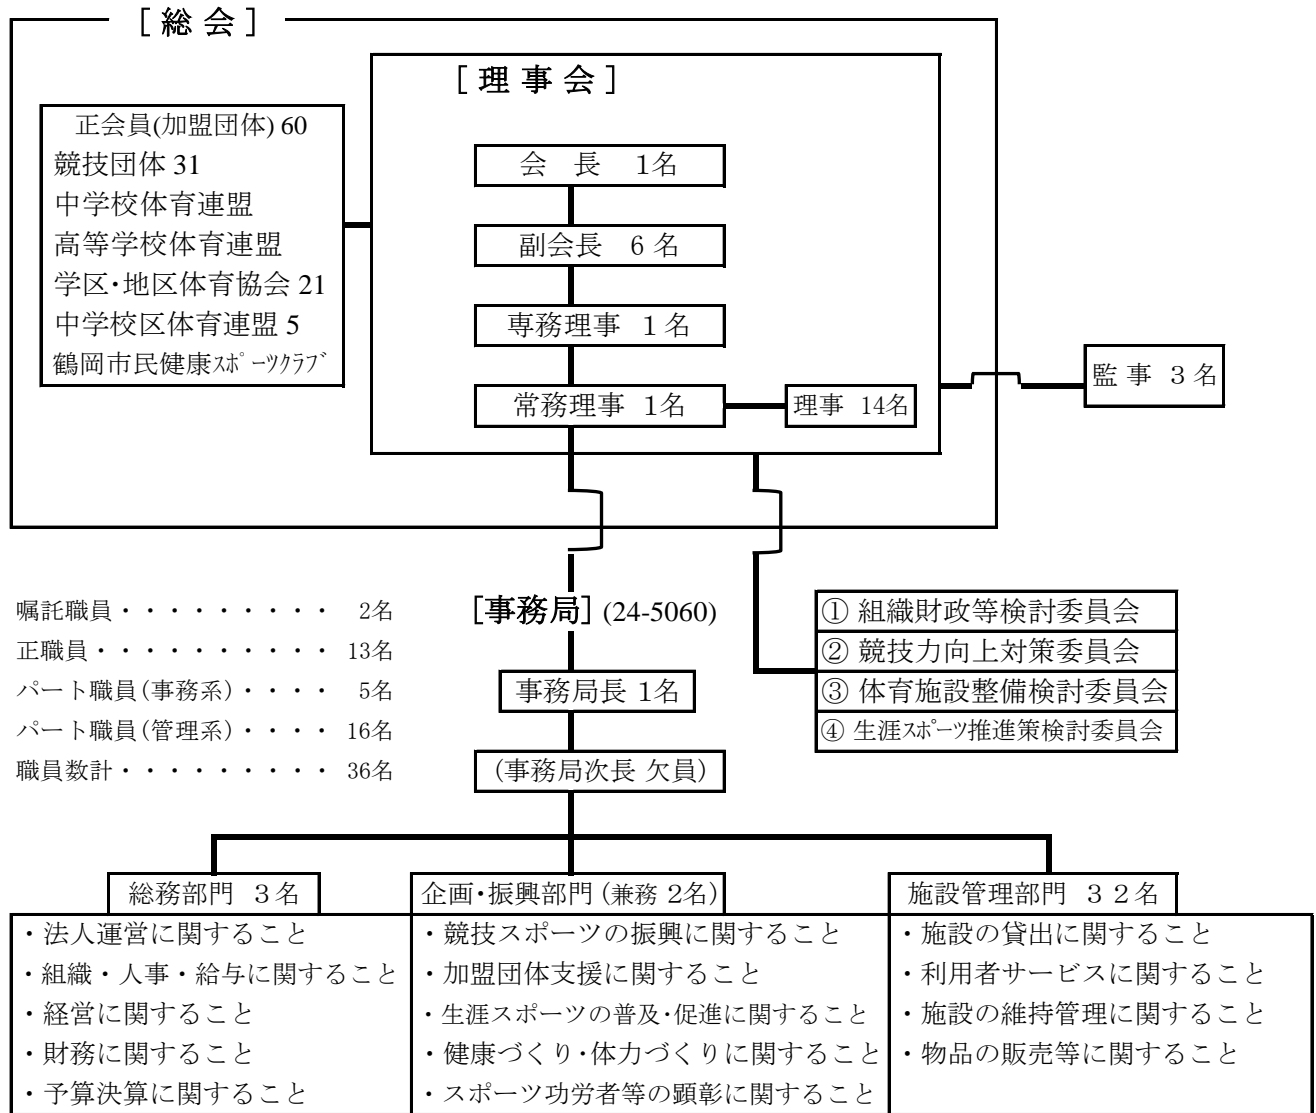 [ 総 会 ]
[ 理 事 会 ]
正会員(加盟団体) 60
競技団体 31
中学校体育連盟
高等学校体育連盟
学区・地区体育協会 21
中学校区体育連盟 5
鶴岡市民健康ｽﾎﾟｰﾂｸﾗﾌﾞ
会 長 1名
副会長 6 名
専務理事 1 名
常務理事 1名
理事 14名
監 事 3 名
嘱託職員・・・・・・・・・ 2名
正職員・・・・・・・・・・ 13名
パート職員(事務系)・・・・ 5名
パート職員(管理系)・・・・ 16名
職員数計・・・・・・・・・ 36名
[事務局] (24-5060)
事務局長 1名
(事務局次長 欠員)
① 組織財政等検討委員会
② 競技力向上対策委員会
③ 体育施設整備検討委員会
④ 生涯ｽﾎﾟｰﾂ推進策検討委員会
総務部門 3名
・法人運営に関すること
・組織・人事・給与に関すること
・経営に関すること
・財務に関すること
・予算決算に関すること
企画・振興部門 (兼務 2名)
・競技スポーツの振興に関すること
・加盟団体支援に関すること
・生涯スポーツの普及・促進に関すること
・健康づくり・体力づくりに関すること
・スポーツ功労者等の顕彰に関すること
施設管理部門 ３２名
・施設の貸出に関すること
・利用者サービスに関すること
・施設の維持管理に関すること
・物品の販売等に関すること